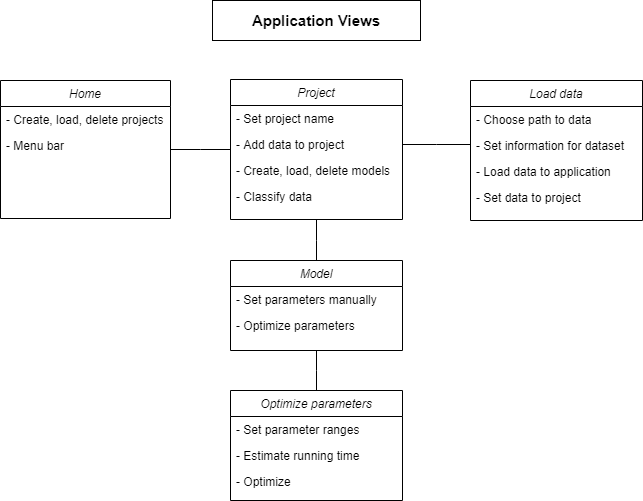 Application Views
Home
- Create, load, delete projects
- Menu bar
Project
- Set project name
- Add data to project
- Create, load, delete models
- Classify data
Load data
- Choose path to data
- Set information for dataset
- Load data to application
- Set data to project
Model
- Set parameters manually
- Optimize parameters
Optimize parameters
- Set parameter ranges
- Estimate running time
- Optimize